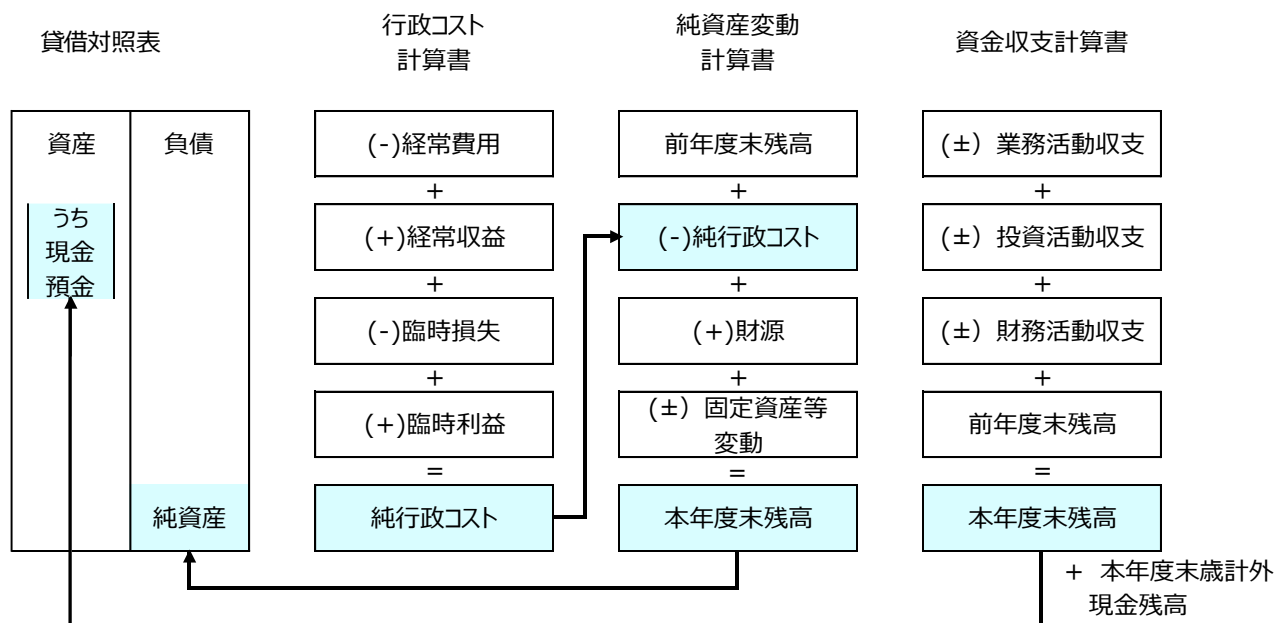 貸借対照表
行政コスト
計算書
純資産変動
計算書
資金収支計算書
資産
負債
うち
現金
預金
純資産
(-)経常費用
+
(+)経常収益
+
(-)臨時損失
+
(+)臨時利益
=
純行政コスト
前年度末残高
+
(-)純行政コスト
+
(+)財源
+
(±) 固定資産等
変動
=
本年度末残高
(±) 業務活動収支
+
(±) 投資活動収支
+
(±) 財務活動収支
+
前年度末残高
=
本年度末残高
+ 本年度末歳計外
現金残高